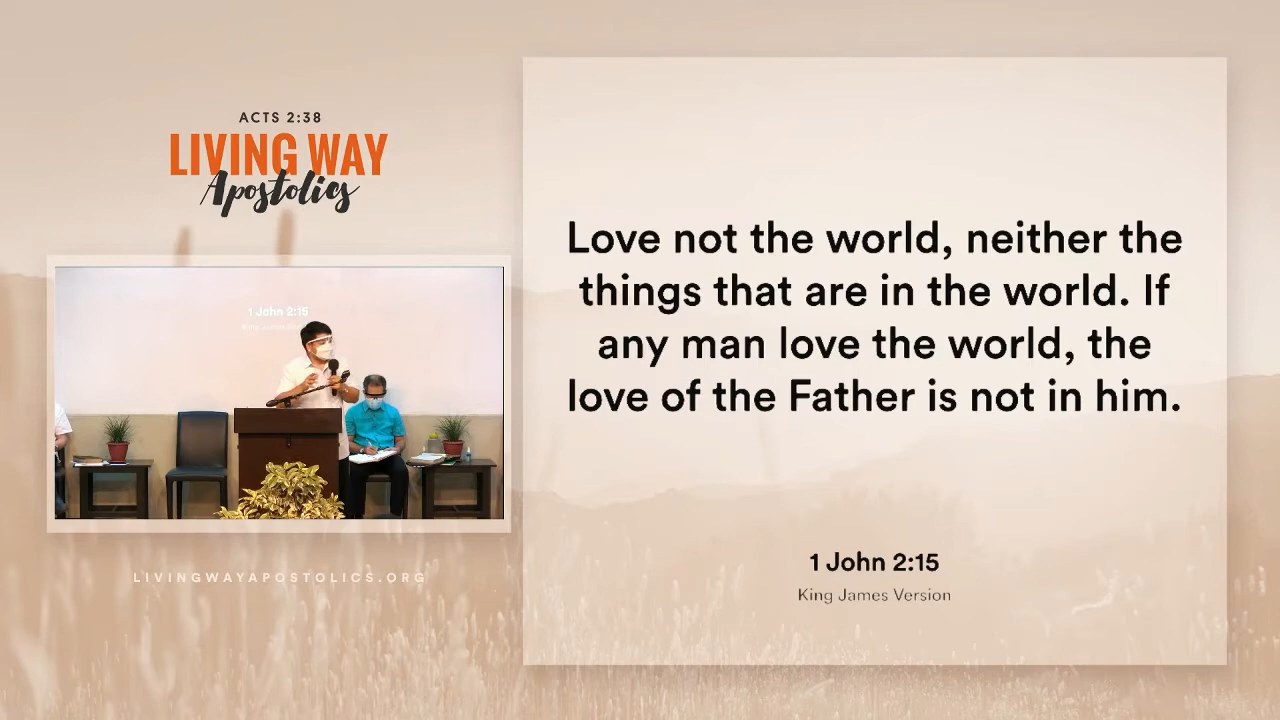 ACTS 2:38
LIVING WAY
Apostolics
1 John 2:15
LIVINGWAYAPOSTOLICS.ORG
Love not the world, neither the
things that are in the world. If
any man love the world, the
love of the Father is not in him.
1 John 2:15
King James Version